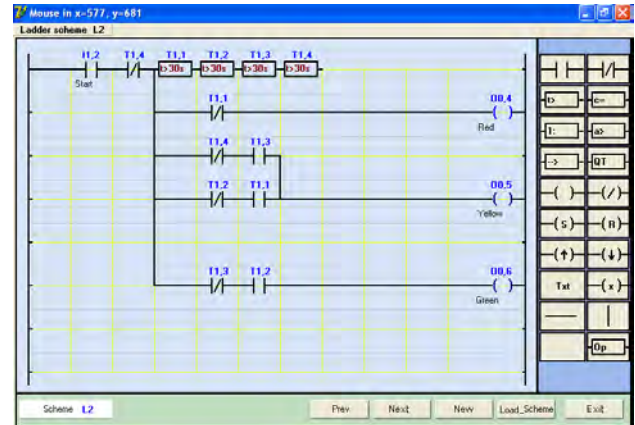 Mouse in x=577, y=681
Ladder scheme L2
I1,2 T1,4 T1,1 T1,2 T1,3 T1,4
t>30s t>30s t>30s t>30s
Start
T1,1 O0,4
Red
T1,4 T1,3
T1,2 T1,1 O0,5
Yellow
T1,3 T1,2 O0,6
Green
t> c=
1: a>
-> QT
( ) (/)
(S) (R)
(↑) (↓)
Txt (x)
Op
Scheme L2 Prev Next New Load_Scheme Exit